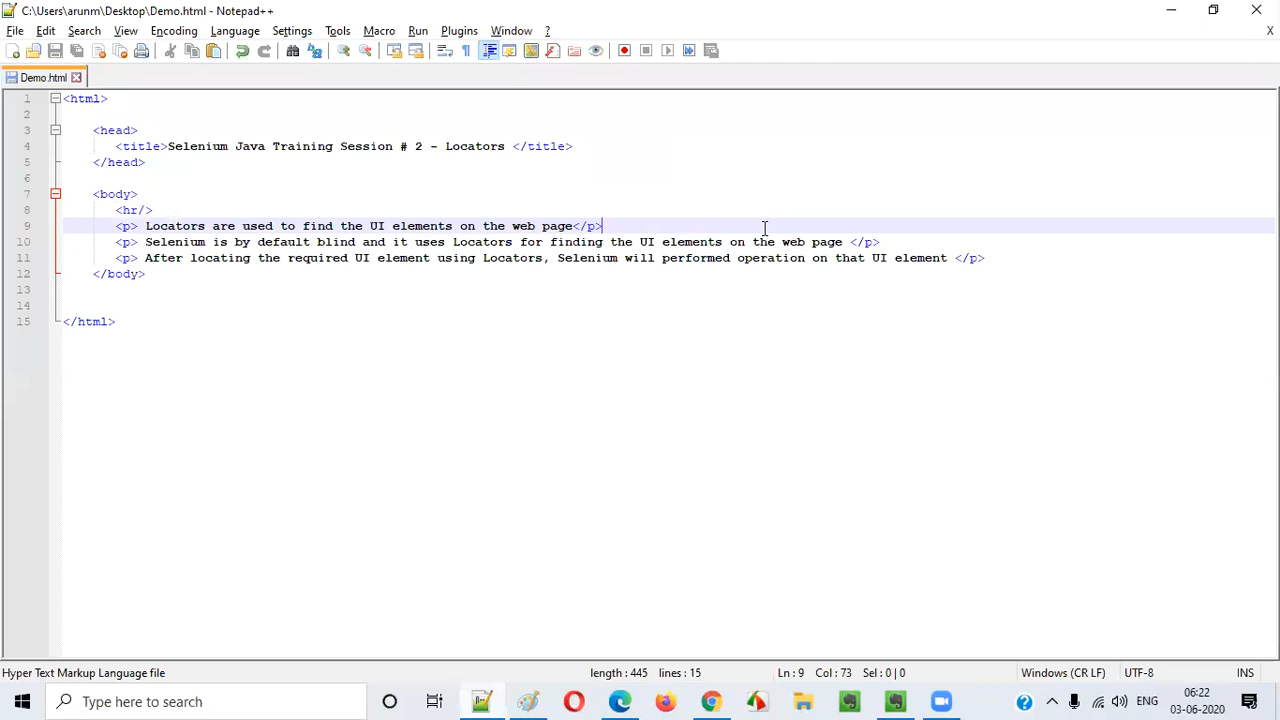 C:\Users\arunm\Desktop\Demo.html - Notepad++
File Edit Search View Encoding Language Settings Tools Macro Run Plugins Window ? X
Demo.html
1 <html>
2
3 <head>
4 <title>Selenium Java Training Session # 2 - Locators </title>
5 </head>
6
7 <body>
8 <hr/>
9 <p> Locators are used to find the UI elements on the web page</p>
10 <p> Selenium is by default blind and it uses Locators for finding the UI elements on the web page </p>
11 <p> After locating the required UI element using Locators, Selenium will performed operation on that UI element </p>
12 </body>
13
14
15 </html>
Hyper Text Markup Language file length : 445 lines : 15 Ln : 9 Col : 73 Sel : 0 | 0 Windows (CR LF) UTF-8 INS
Type here to search ENG 06:22
03-06-2020